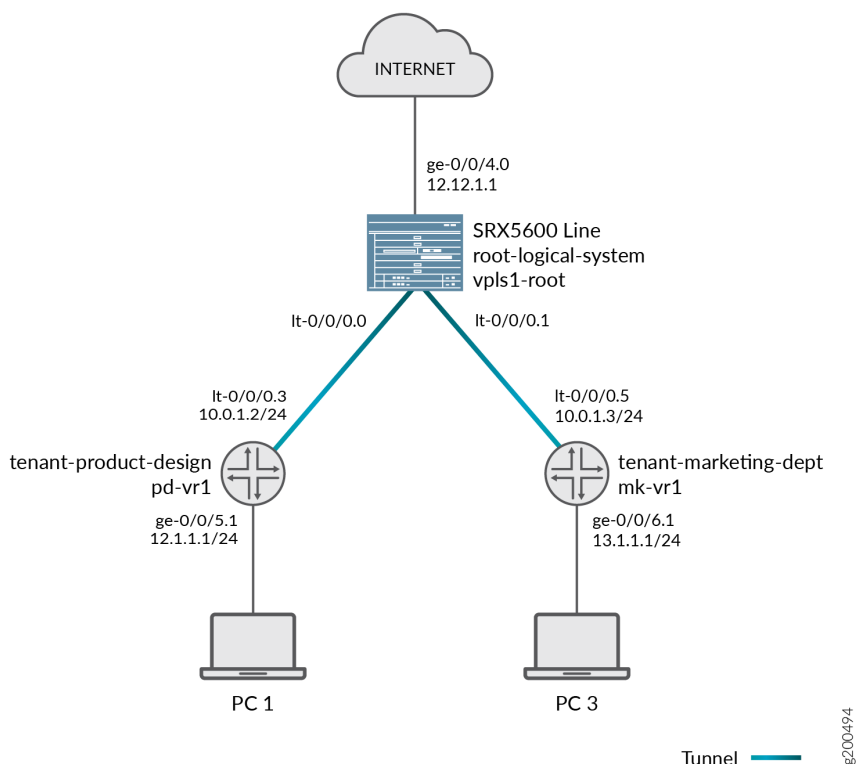 INTERNET
ge-0/0/4.0
12.12.1.1
SRX5600 Line
root-logical-system
vpls1-root
lt-0/0/0.0
lt-0/0/0.1
lt-0/0/0.3
10.0.1.2/24
lt-0/0/0.5
10.0.1.3/24
tenant-product-design
pd-vr1
tenant-marketing-dept
mk-vr1
ge-0/0/5.1
12.1.1.1/24
ge-0/0/6.1
13.1.1.1/24
PC 1
PC 3
Tunnel
g200494